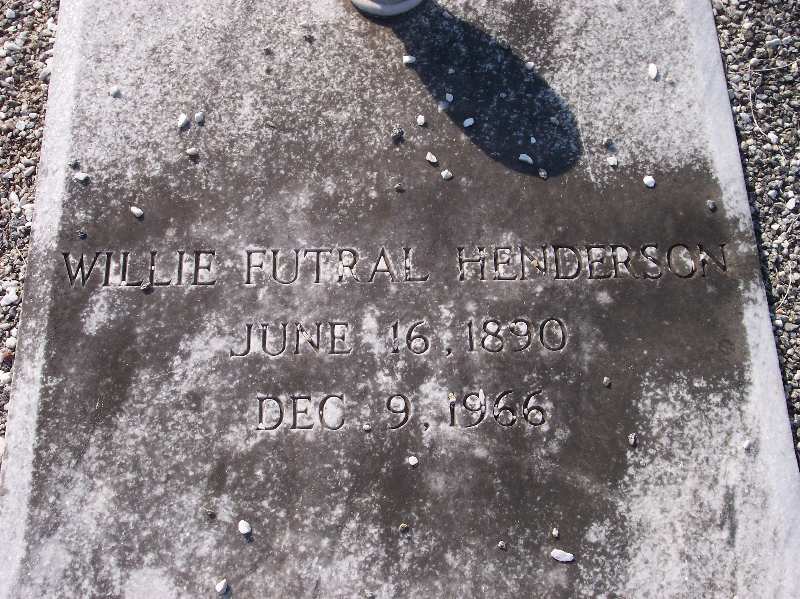 WILLIE FUTRAL HENDERSON
JUNE 16, 1890
DEC. 9, 1966